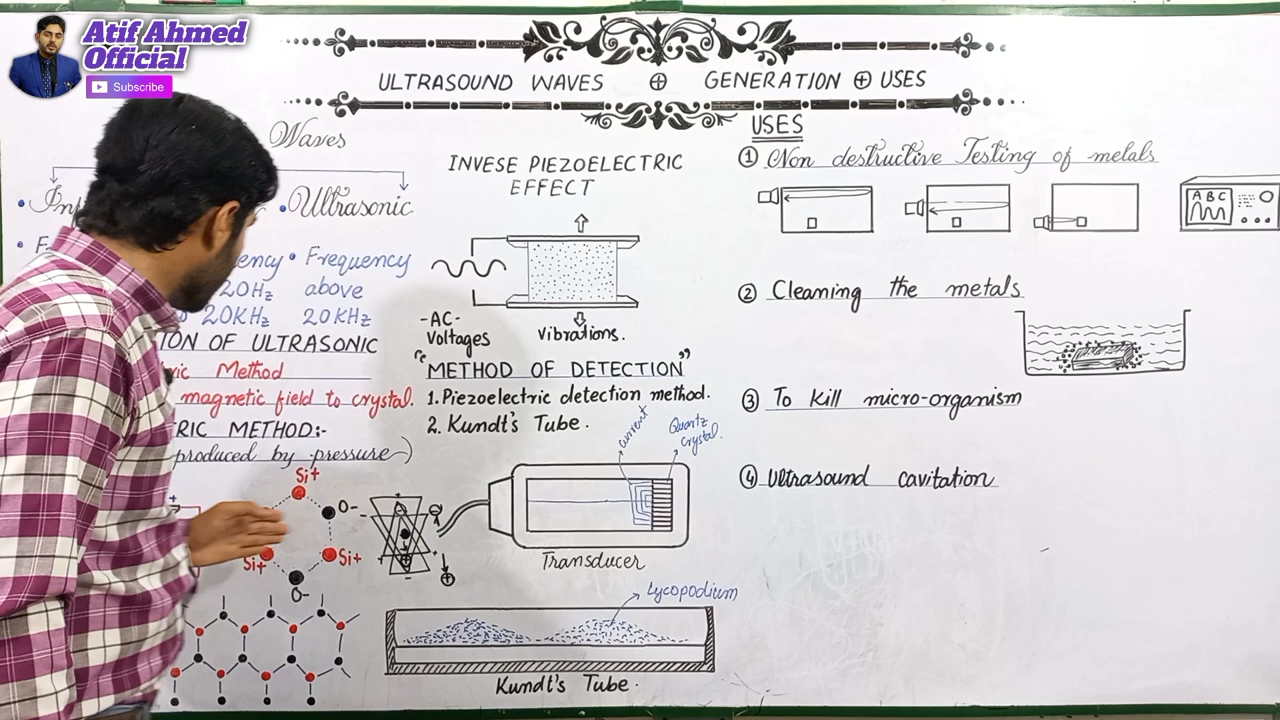 Atif Ahmed
Official
Subscribe
ULTRASOUND WAVES ⊕ GENERATION ⊕ USES
Waves
• Ultrasonic
• Frequency
20Hz above
20KHz 20KHz
ION OF ULTRASONIC
ric Method
magnetic field to crystal.
RIC METHOD:-
produced by pressure)
+
Si+
O-
Si+
Si+
O-
INVESE PIEZOELECTRIC
EFFECT
-AC-
Voltages
Vibrations.
"METHOD OF DETECTION"
1. Piezoelectric detection method.
2. Kundt's Tube.
current
Quartz
crystal.
Transducer
Lycopodium
Kundt's Tube.
USES
① Non destructive Testing of metals
A B C
② Cleaning the metals
③ To Kill micro-organism
④ Ultrasound cavitation